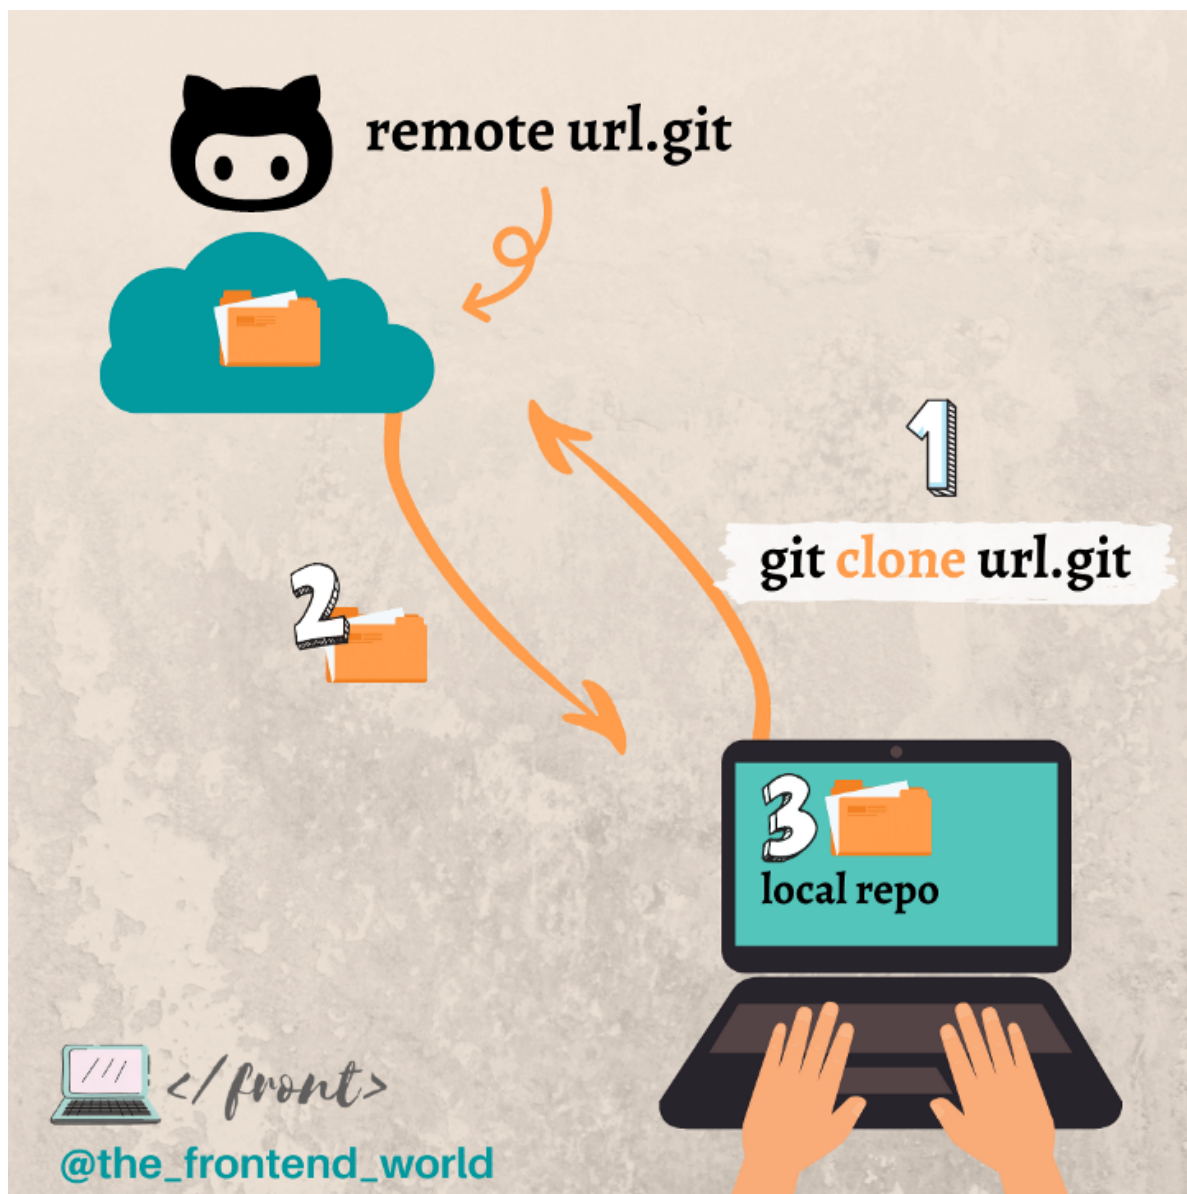 remote url.git
1
git clone url.git
2
3
local repo
</front>
@the_frontend_world